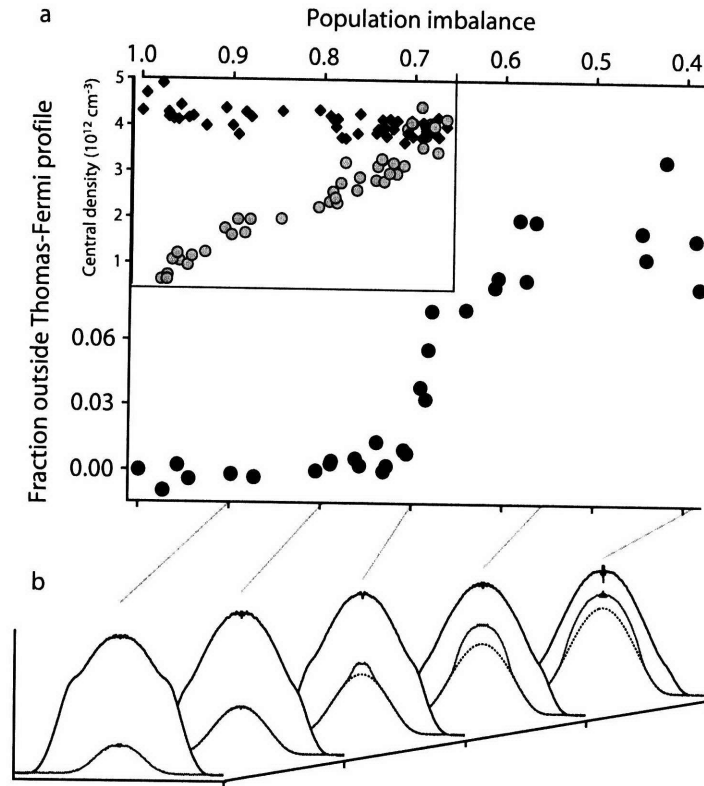 a
Population imbalance
1.0 0.9 0.8 0.7 0.6 0.5 0.4
Fraction outside Thomas-Fermi profile
Central density (10¹² cm⁻³)
5
4
3
2
1
0.06
0.03
0.00
b